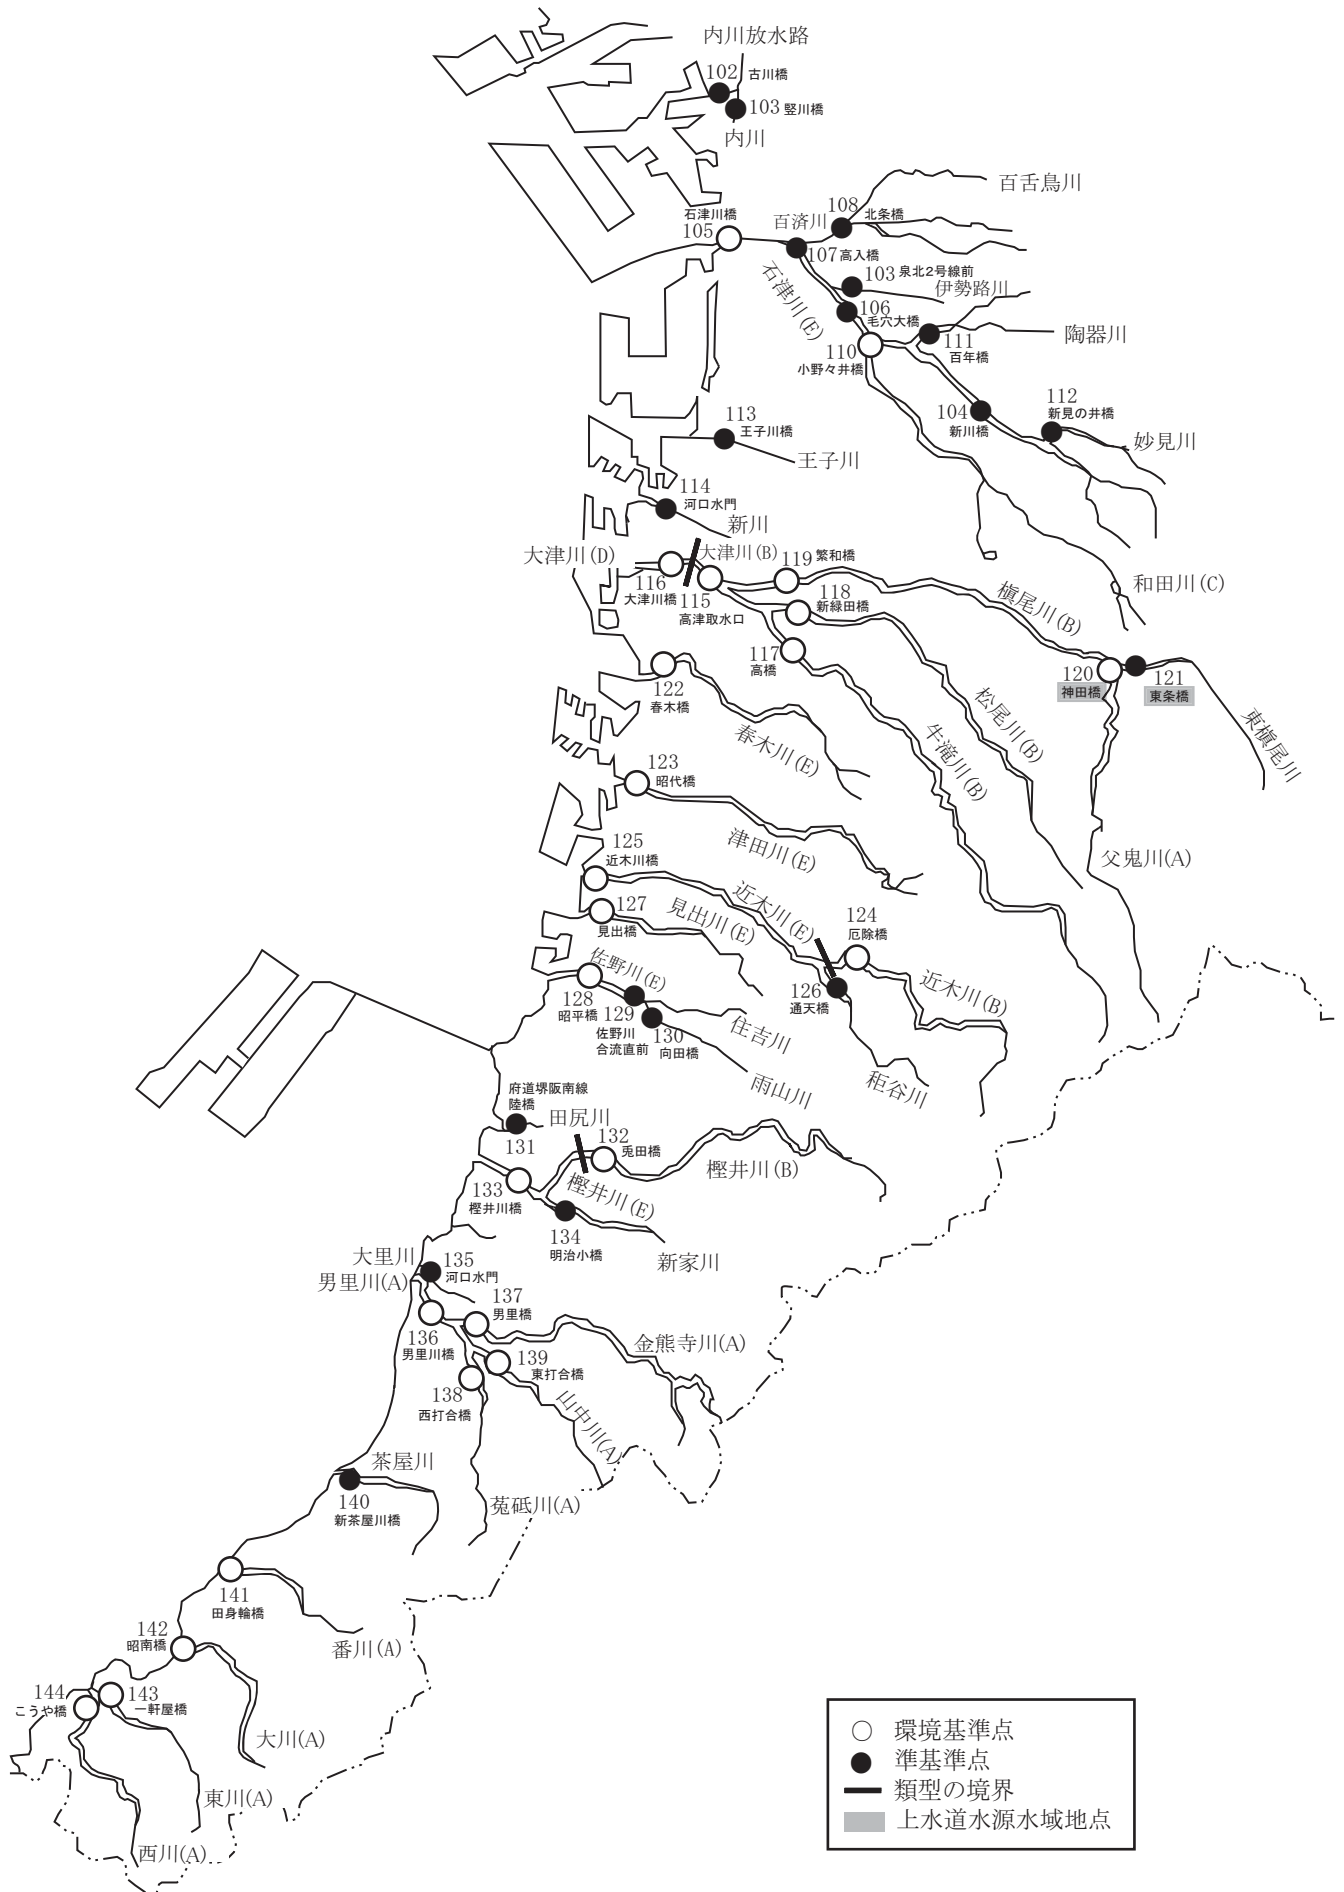 内川放水路
102 古川橋
103 竪川橋
内川
百舌鳥川
108 北条橋
百済川
石津川橋
105
107 高入橋
石津川(E)
103 泉北2号線前
伊勢路川
106
毛穴大橋
陶器川
111
百年橋
110
小野々井橋
112
新見の井橋
104
新川橋
妙見川
113
王子川橋
王子川
114
河口水門
新川
大津川(D)
大津川(B)
119 繁和橋
116
大津川橋
115
高津取水口
118
新緑田橋
和田川(C)
槇尾川(B)
117
高橋
120
神田橋
121
東条橋
122
春木橋
春木川(E)
松尾川(B)
牛滝川(B)
東槇尾川
123
昭代橋
津田川(E)
父鬼川(A)
125
近木川橋
近木川(E)
127
見出橋
見出川(E)
124
厄除橋
佐野川(E)
128
昭平橋
129
佐野川
合流直前
130
向田橋
126
通天橋
近木川(B)
住吉川
雨山川
秬谷川
府道堺阪南線
陸橋
田尻川
131
132
兎田橋
樫井川(B)
133
樫井川橋
樫井川(E)
134
明治小橋
新家川
大里川
135
河口水門
男里川(A)
137
男里橋
136
男里川橋
金熊寺川(A)
139
東打合橋
138
西打合橋
山中川(A)
茶屋川
140
新茶屋川橋
菟砥川(A)
141
田身輪橋
142
昭南橋
番川(A)
144
こうや橋
143
一軒屋橋
大川(A)
東川(A)
西川(A)
○ 環境基準点
● 準基準点
類型の境界
上水道水源水域地点